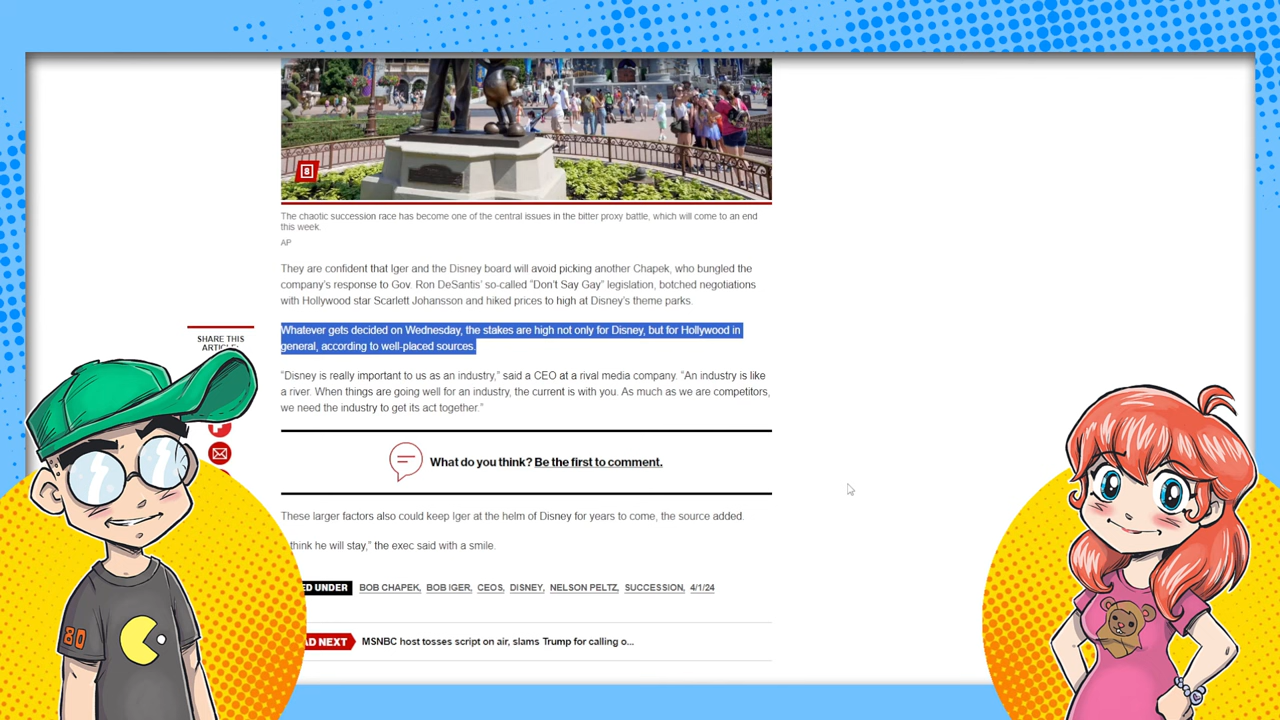 8
The chaotic succession race has become one of the central issues in the bitter proxy battle, which will come to an end
this week.
AP
They are confident that Iger and the Disney board will avoid picking another Chapek, who bungled the
company's response to Gov. Ron DeSantis' so-called "Don't Say Gay" legislation, botched negotiations
with Hollywood star Scarlett Johansson and hiked prices to high at Disney's theme parks.
Whatever gets decided on Wednesday, the stakes are high not only for Disney, but for Hollywood in
general, according to well-placed sources.
SHARE THIS
ARTICLE
"Disney is really important to us as an industry," said a CEO at a rival media company. "An industry is like
a river. When things are going well for an industry, the current is with you. As much as we are competitors,
we need the industry to get its act together."
What do you think? Be the first to comment.
These larger factors also could keep Iger at the helm of Disney for years to come, the source added.
think he will stay," the exec said with a smile.
ED UNDER BOB CHAPEK, BOB IGER, CEOS, DISNEY, NELSON PELTZ, SUCCESSION, 4/1/24
AD NEXT MSNBC host tosses script on air, slams Trump for calling o...
80